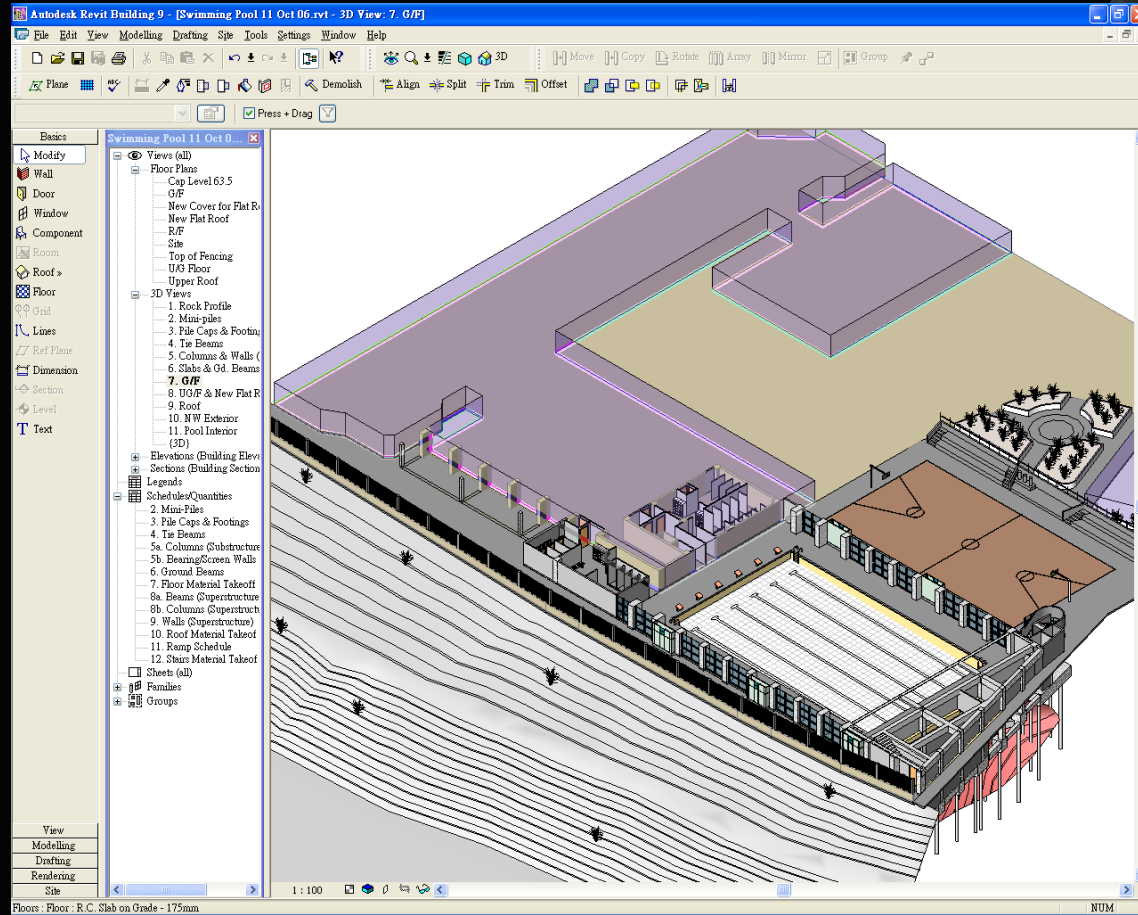 Autodesk Revit Building 9 - [Swimming Pool 11 Oct 06.rvt - 3D View: 7. G/F]
File Edit View Modelling Drafting Site Tools Settings Window Help
3D Move Copy Rotate Array Mirror Group
Plane Demolish Align Split Trim Offset
Press + Drag
Basics
Modify
Wall
Door
Window
Component
Room
Roof »
Floor
Grid
Lines
Ref Plane
Dimension
Section
Level
Text
View
Modelling
Drafting
Rendering
Site
Swimming Pool 11 Oct 0...
Views (all)
Floor Plans
Cap Level 63.5
G/F
New Cover for Flat R
New Flat Roof
R/F
Site
Top of Fencing
U/G Floor
Upper Roof
3D Views
1. Rock Profile
2. Mini-piles
3. Pile Caps & Footing
4. Tie Beams
5. Columns & Walls (
6. Slabs & Gd. Beams
7. G/F
8. UG/F & New Flat R
9. Roof
10. NW Exterior
11. Pool Interior
{3D}
Elevations (Building Eleva
Sections (Building Section
Legends
Schedules/Quantities
2. Mini-Piles
3. Pile Caps & Footings
4. Tie Beams
5a. Columns (Substructure
5b. Bearing/Screen Walls
6. Ground Beams
7. Floor Material Takeoff
8a. Beams (Superstructure
8b. Columns (Superstruct
9. Walls (Superstructure)
10. Roof Material Takeof
11. Ramp Schedule
12. Stairs Material Takeof
Sheets (all)
Families
Groups
1 : 100
Floors : Floor : R.C. Slab on Grade - 175mm
NUM